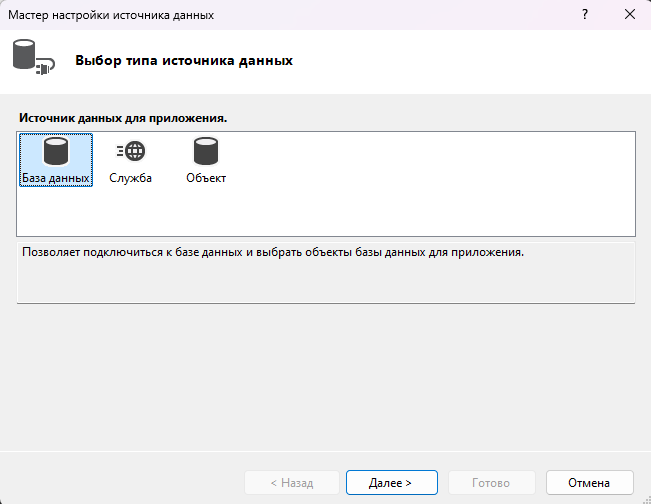 Мастер настройки источника данных
?
Выбор типа источника данных
Источник данных для приложения.
База данных Служба Объект
Позволяет подключиться к базе данных и выбрать объекты базы данных для приложения.
< Назад Далее > Готово Отмена